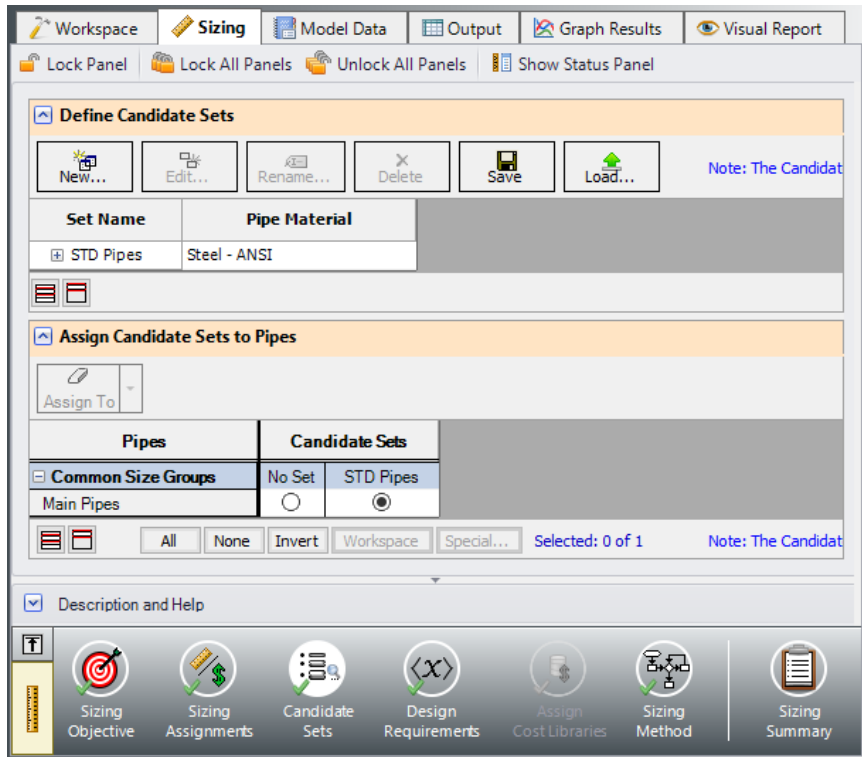 Workspace Sizing Model Data Output Graph Results Visual Report
Lock Panel Lock All Panels Unlock All Panels Show Status Panel
Define Candidate Sets
New... Edit... Rename... Delete Save Load... Note: The Candidat
Set Name Pipe Material
STD Pipes Steel - ANSI
Assign Candidate Sets to Pipes
Assign To
Pipes Candidate Sets
Common Size Groups No Set STD Pipes
Main Pipes
All None Invert Workspace Special... Selected: 0 of 1 Note: The Candidat
Description and Help
Sizing Sizing Candidate Design Assign Sizing Sizing
Objective Assignments Sets Requirements Cost Libraries Method Summary